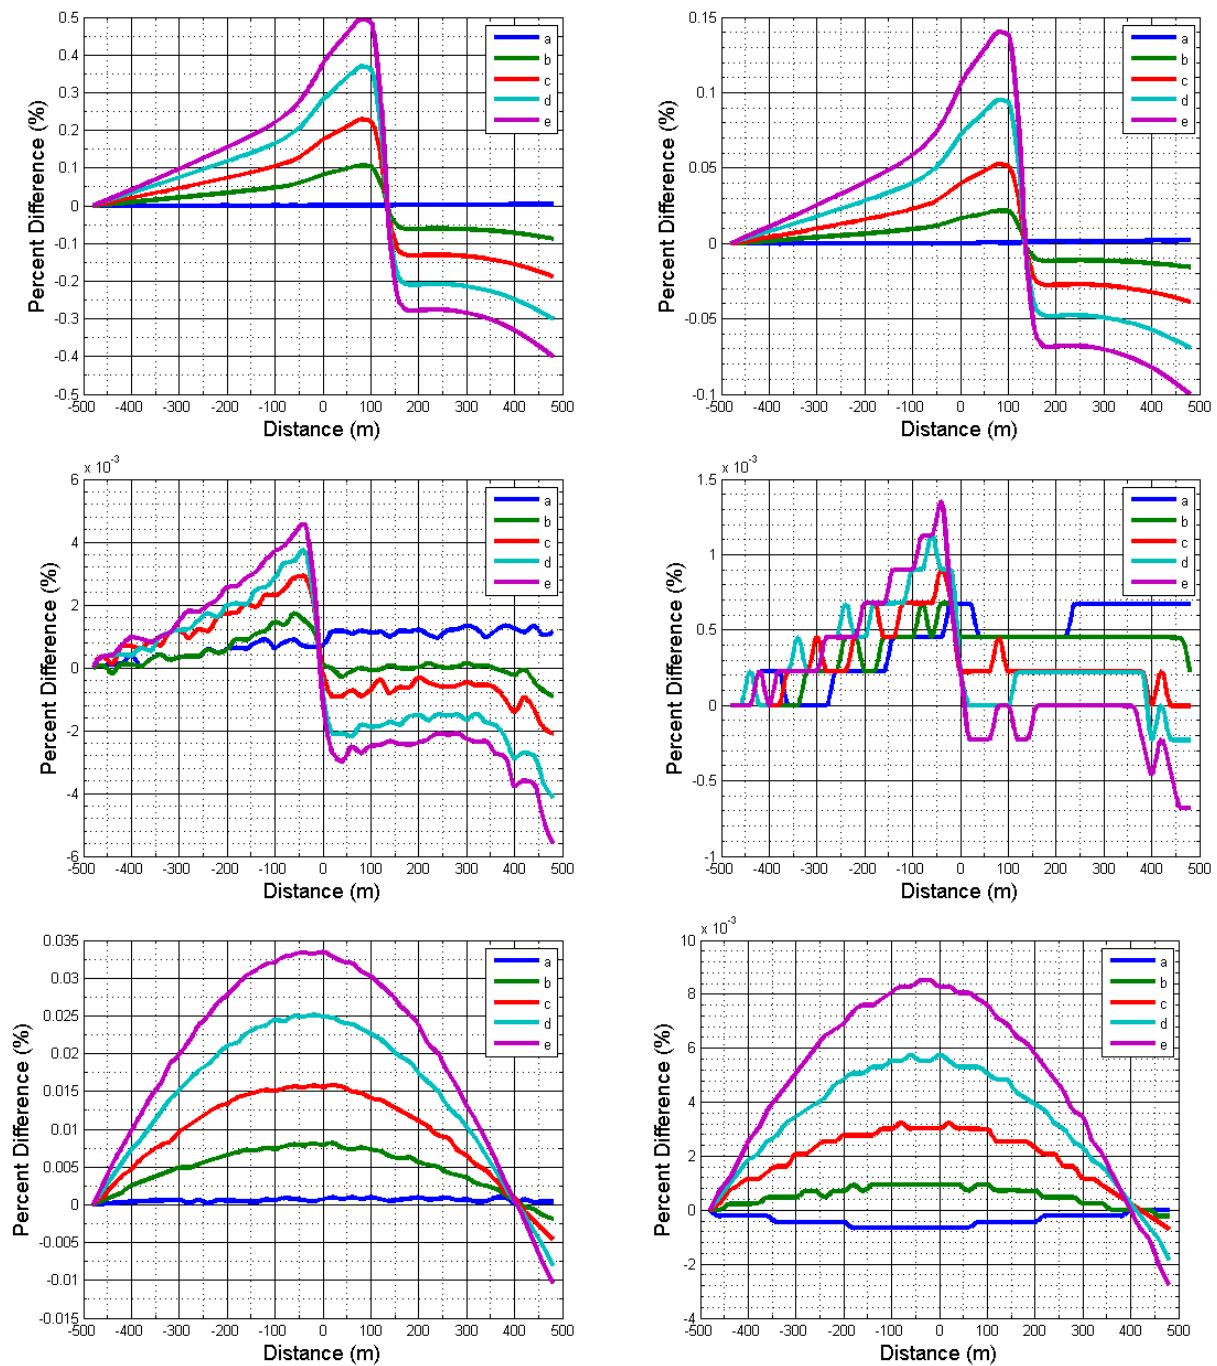 0.5
0.4
0.3
0.2
0.1
0
-0.1
-0.2
-0.3
-0.4
-0.5
Percent Difference (%)
-500 -400 -300 -200 -100 0 100 200 300 400 500
Distance (m)
a
b
c
d
e
0.15
0.1
0.05
0
-0.05
-0.1
Percent Difference (%)
-500 -400 -300 -200 -100 0 100 200 300 400 500
Distance (m)
a
b
c
d
e
x 10⁻³
6
4
2
0
-2
-4
-6
Percent Difference (%)
-500 -400 -300 -200 -100 0 100 200 300 400 500
Distance (m)
a
b
c
d
e
x 10⁻³
1.5
1
0.5
0
-0.5
-1
Percent Difference (%)
-500 -400 -300 -200 -100 0 100 200 300 400 500
Distance (m)
a
b
c
d
e
0.035
0.03
0.025
0.02
0.015
0.01
0.005
0
-0.005
-0.01
-0.015
Percent Difference (%)
-500 -400 -300 -200 -100 0 100 200 300 400 500
Distance (m)
a
b
c
d
e
x 10⁻³
10
8
6
4
2
0
-2
-4
Percent Difference (%)
-500 -400 -300 -200 -100 0 100 200 300 400 500
Distance (m)
a
b
c
d
e